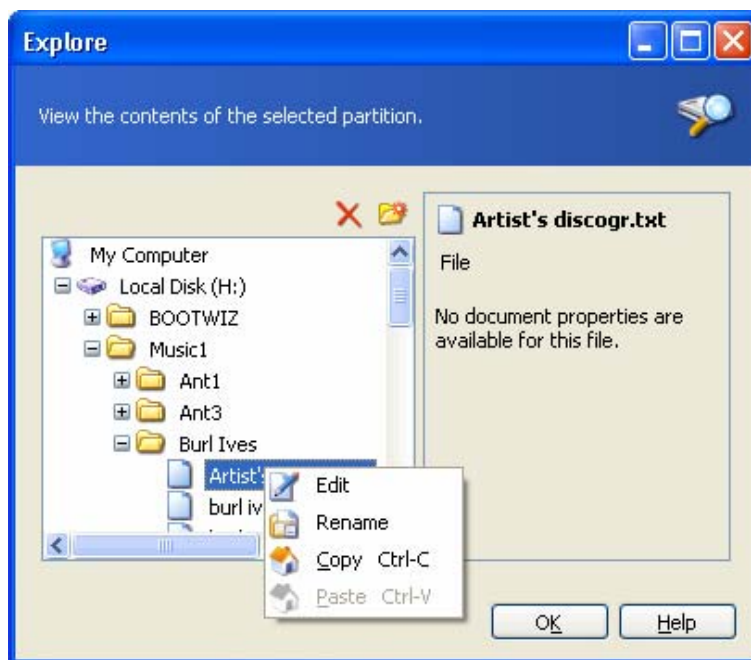 Explore
View the contents of the selected partition.
My Computer
Local Disk (H:)
BOOTWIZ
Music1
Ant1
Ant3
Burl Ives
Artist's
burl iv
Edit
Rename
Copy Ctrl-C
Paste Ctrl-V
Artist's discogr.txt
File
No document properties are
available for this file.
OK
Help